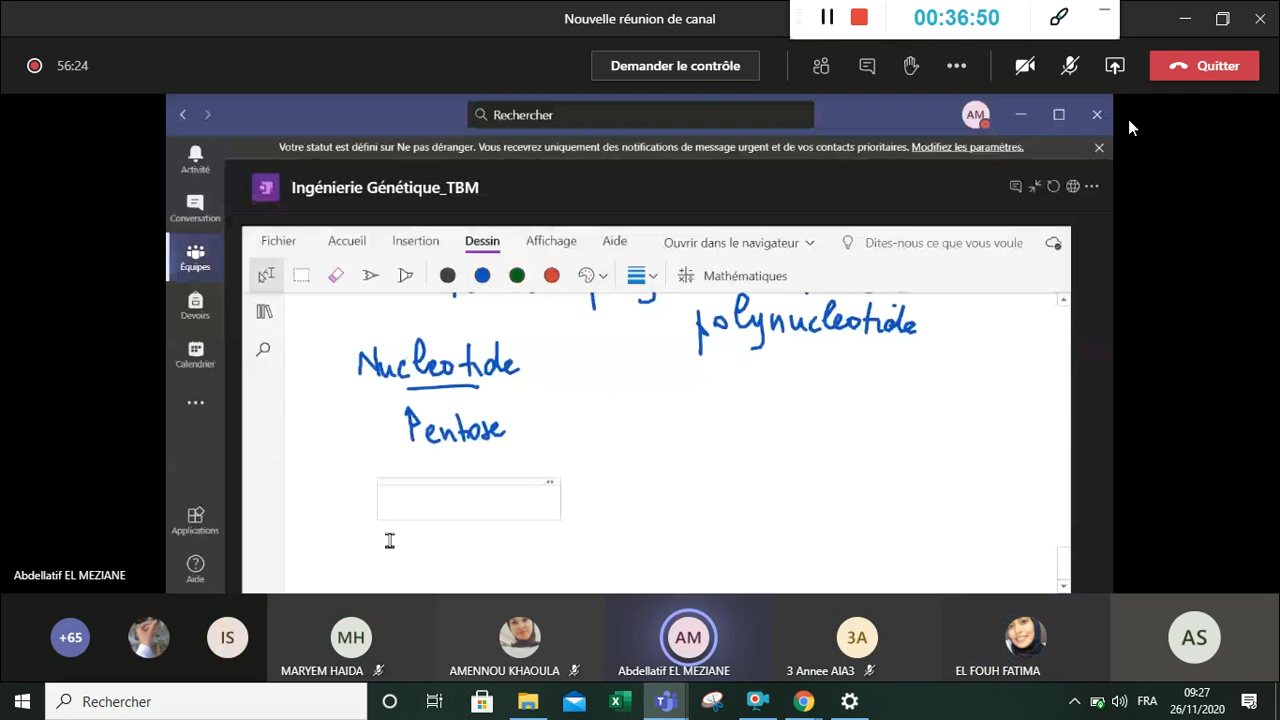 Nouvelle réunion de canal
00:36:50
56:24
Demander le contrôle
Quitter
Rechercher
AM
Votre statut est défini sur Ne pas déranger. Vous recevrez uniquement des notifications de message urgent et de vos contacts prioritaires. Modifiez les paramètres.
Activité
Ingénierie Génétique_TBM
Conversation
Fichier Accueil Insertion Dessin Affichage Aide Ouvrir dans le navigateur Dites-nous ce que vous voule
Équipes
Mathématiques
Devoirs
polynucleotide
Calendrier
Nucleotide
Pentose
Applications
Aide
Abdellatif EL MEZIANE
+65 IS MH AM 3A AS
MARYEM HAIDA AMENNOU KHAOULA Abdellatif EL MEZIANE 3 Annee AIA3 EL FOUH FATIMA
Rechercher
FRA
09:27
26/11/2020